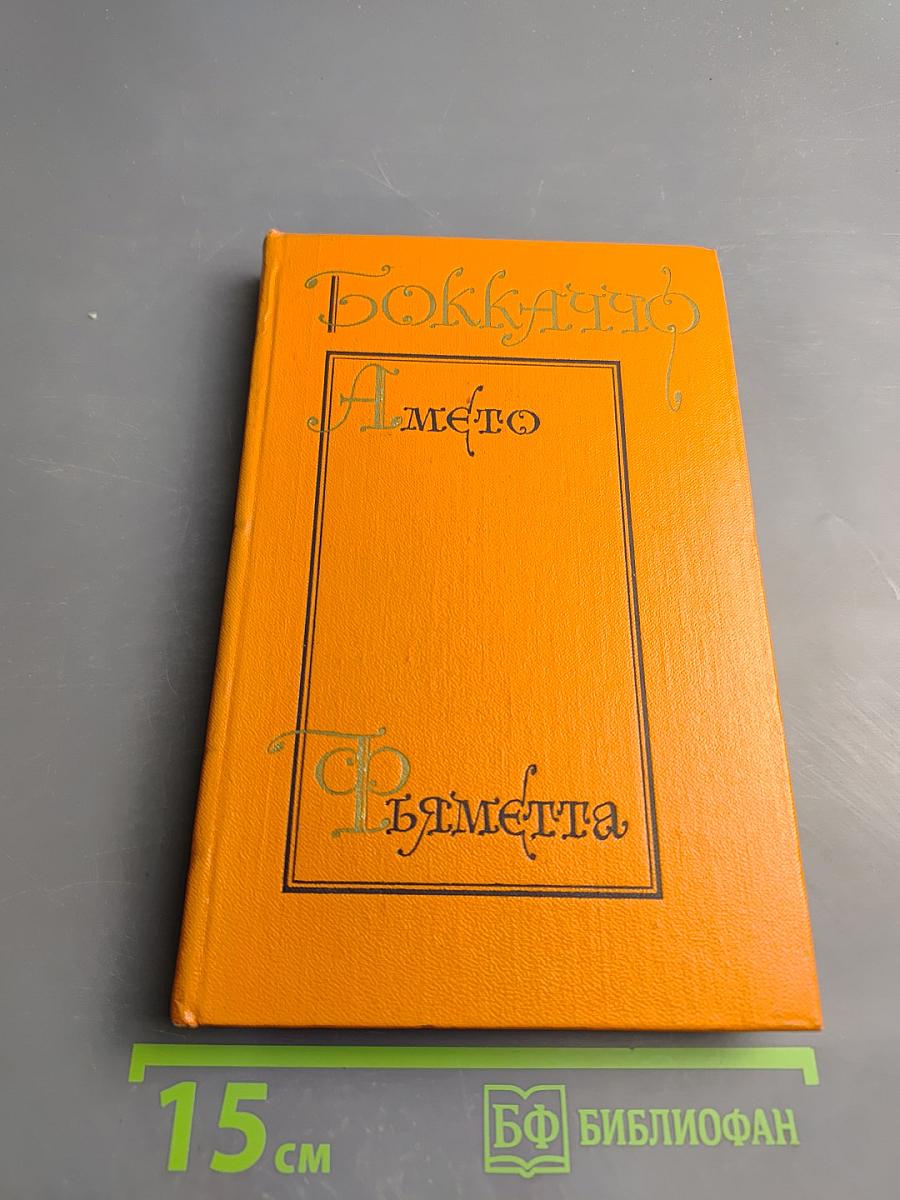 Боккаччо
Амето
Фьяметта
15 см
БФ БИБЛИОФАН